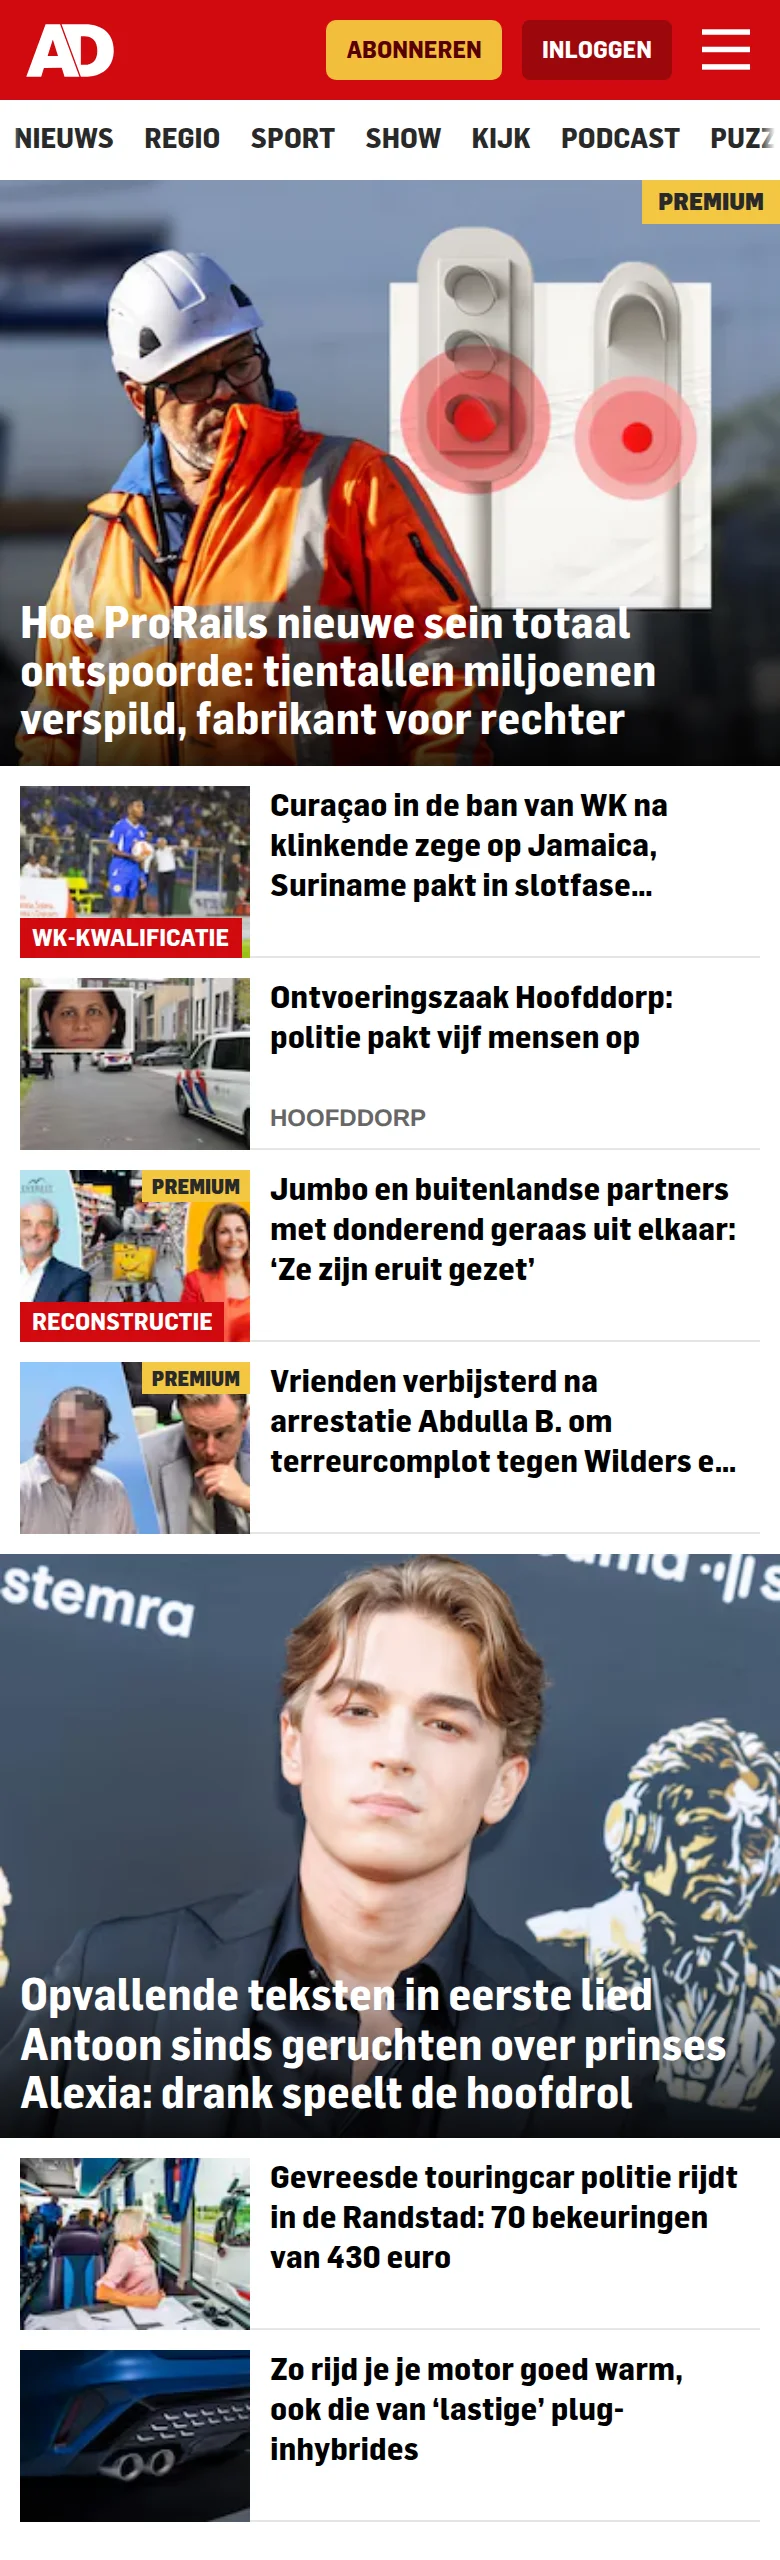 AD
ABONNEREN
INLOGGEN
NIEUWS REGIO SPORT SHOW KIJK PODCAST PUZZ
PREMIUM
Hoe ProRails nieuwe sein totaal
ontspoorde: tientallen miljoenen
verspild, fabrikant voor rechter
Curaçao in de ban van WK na
klinkende zege op Jamaica,
Suriname pakt in slotfase...
WK-KWALIFICATIE
Ontvoeringszaak Hoofddorp:
politie pakt vijf mensen op
HOOFDDORP
PREMIUM
Jumbo en buitenlandse partners
met donderend geraas uit elkaar:
‘Ze zijn eruit gezet’
RECONSTRUCTIE
PREMIUM
Vrienden verbijsterd na
arrestatie Abdulla B. om
terreurcomplot tegen Wilders e...
stemra
Opvallende teksten in eerste lied
Antoon sinds geruchten over prinses
Alexia: drank speelt de hoofdrol
Gevreesde touringcar politie rijdt
in de Randstad: 70 bekeuringen
van 430 euro
Zo rijd je je motor goed warm,
ook die van ‘lastige’ plug-
inhybrides